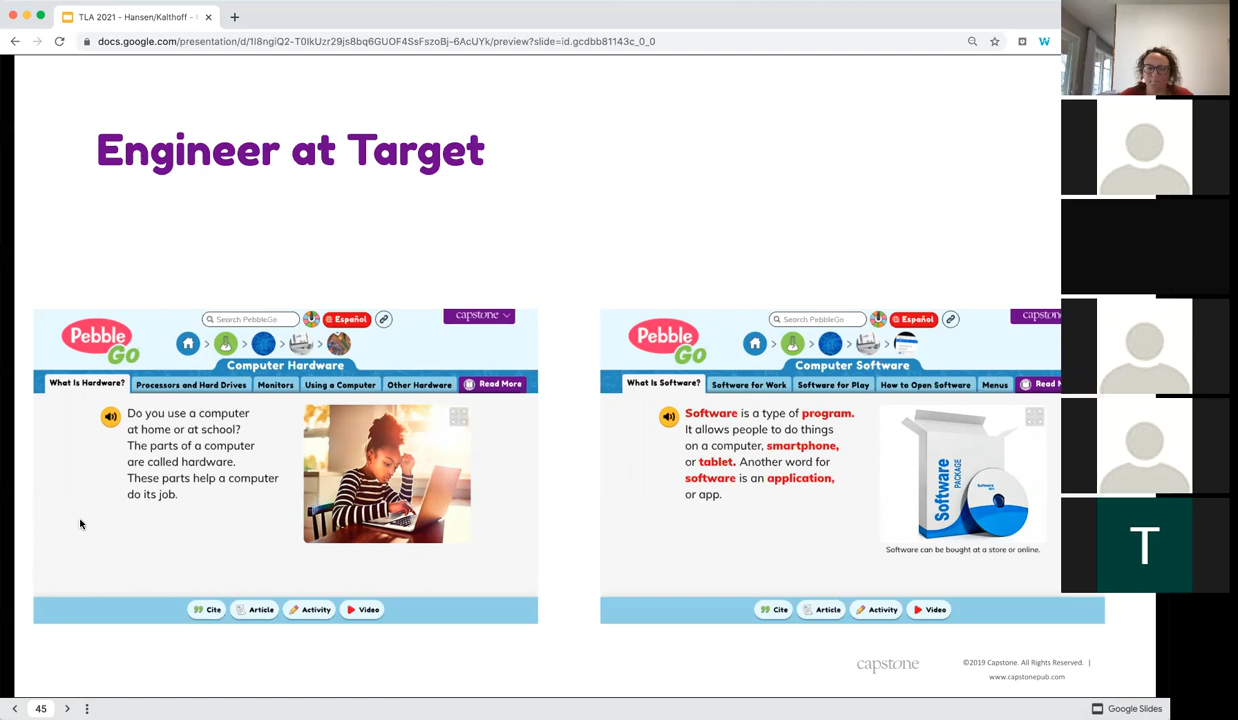 TLA 2021 - Hansen/Kalthoff -
docs.google.com/presentation/d/1I8ngiQ2-T0IkUzr29js8bq6GUOF4SsFszoBj-6AcUYk/preview?slide=id.gcdbb81143c_0_0
W
Engineer at Target
Search PebbleGo
Español
capstone
Pebble
Go
Computer Hardware
What Is Hardware?
Processors and Hard Drives
Monitors
Using a Computer
Other Hardware
Read More
Do you use a computer
at home or at school?
The parts of a computer
are called hardware.
These parts help a computer
do its job.
Cite
Article
Activity
Video
Search PebbleGo
Español
capston
Pebble
Go
Computer Software
What Is Software?
Software for Work
Software for Play
How to Open Software
Menus
Read M
Software is a type of program.
It allows people to do things
on a computer, smartphone,
or tablet. Another word for
software is an application,
or app.
Software
PACKAGE
Software can be bought at a store or online.
Cite
Article
Activity
Video
T
capstone
©2019 Capstone. All Rights Reserved. |
www.capstonepub.com
45
Google Slides